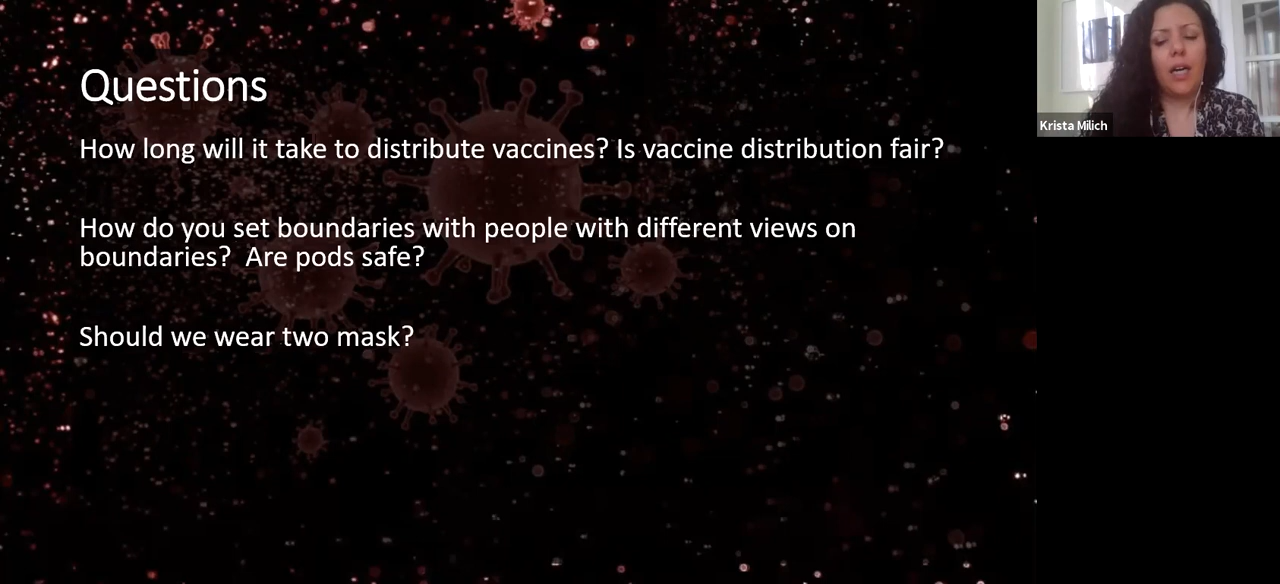 Questions
How long will it take to distribute vaccines? Is vaccine distribution fair?
How do you set boundaries with people with different views on
boundaries?  Are pods safe?
Should we wear two mask?
Krista Milich